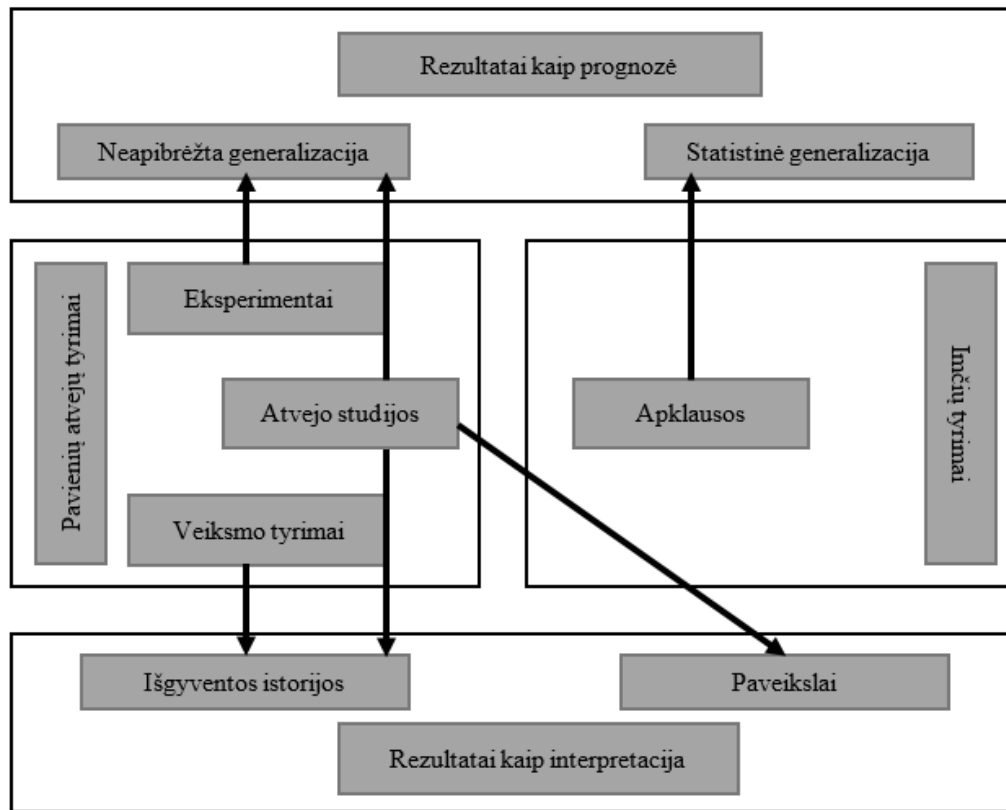 Rezultatai kaip prognozė
Neapibrėžta generalizacija
Statistinė generalizacija
Pavienių atvejų tyrimai
Eksperimentai
Atvejo studijos
Veiksmo tyrimai
Apklausos
Imčių tyrimai
Išgyventos istorijos
Paveikslai
Rezultatai kaip interpretacija